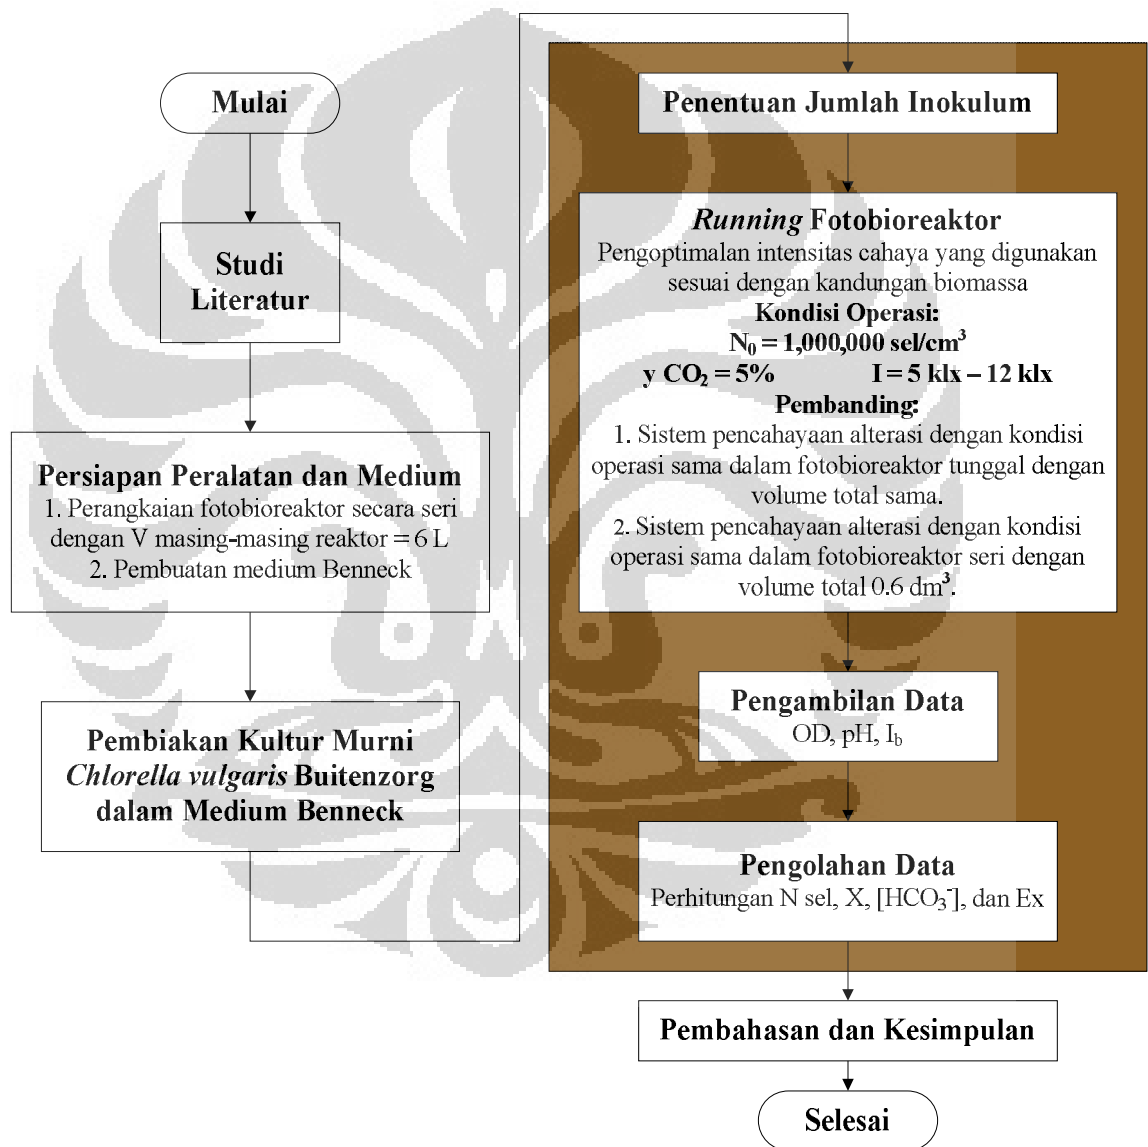 Mulai
Studi
Literatur
Persiapan Peralatan dan Medium
1. Perangkaian fotobioreaktor secara seri
dengan V masing-masing reaktor = 6 L
2. Pembuatan medium Benneck
Pembiakan Kultur Murni
Chlorella vulgaris Buitenzorg
dalam Medium Benneck
Penentuan Jumlah Inokulum
Running Fotobioreaktor
Pengoptimalan intensitas cahaya yang digunakan
sesuai dengan kandungan biomassa
Kondisi Operasi:
N₀ = 1,000,000 sel/cm³
y CO₂ = 5% I = 5 klx – 12 klx
Pembanding:
1. Sistem pencahayaan alterasi dengan kondisi
operasi sama dalam fotobioreaktor tunggal dengan
volume total sama.
2. Sistem pencahayaan alterasi dengan kondisi
operasi sama dalam fotobioreaktor seri dengan
volume total 0.6 dm³.
Pengambilan Data
OD, pH, I_b
Pengolahan Data
Perhitungan N sel, X, [HCO₃⁻], dan Ex
Pembahasan dan Kesimpulan
Selesai